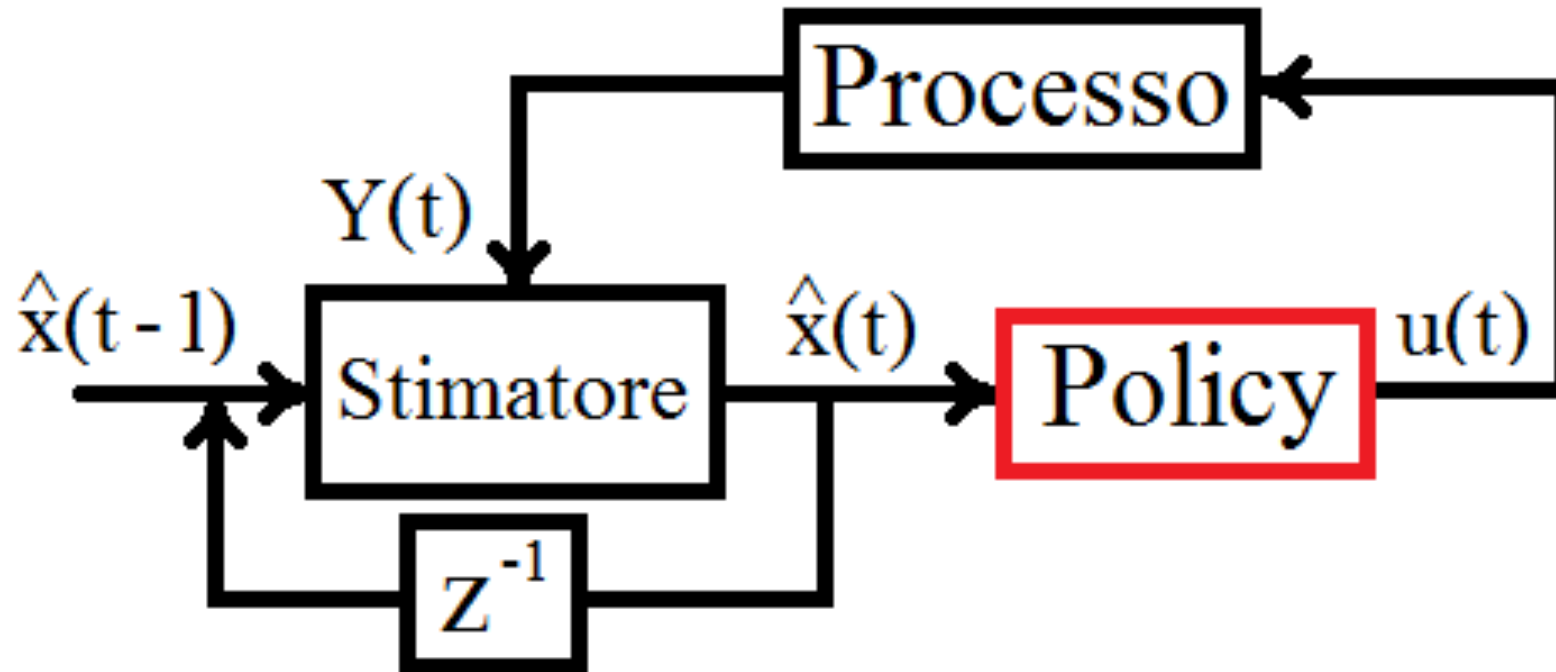 Processo
Y(t)
x̂(t-1)
Stimatore
x̂(t)
Policy
u(t)
z⁻¹